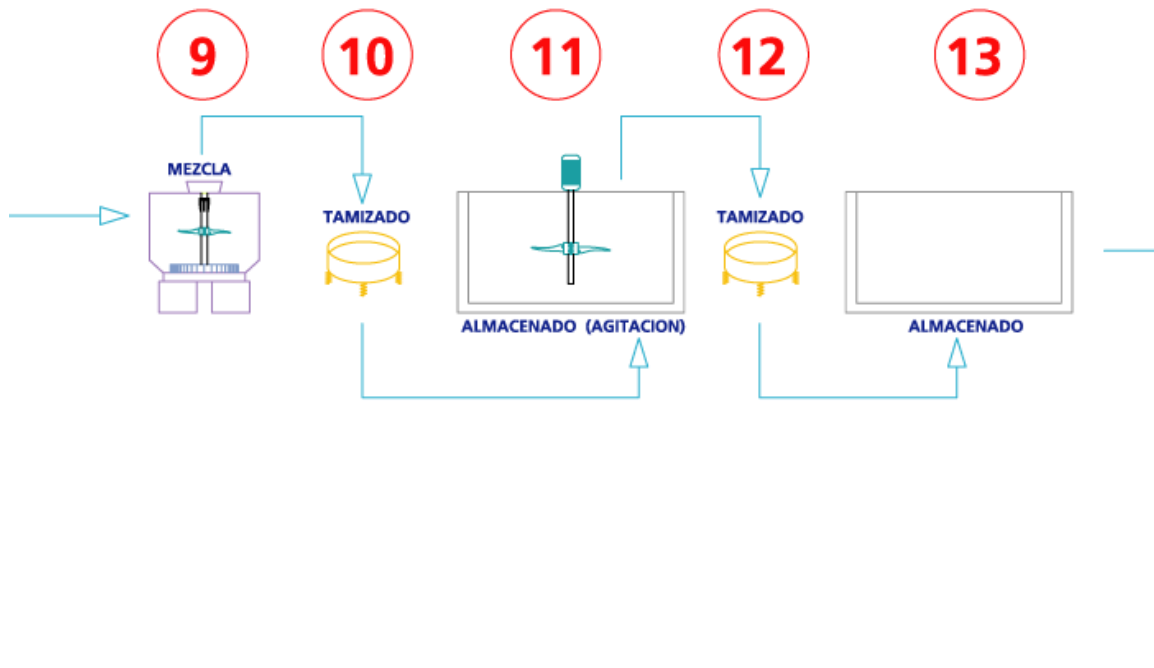 9 10 11 12 13
MEZCLA
TAMIZADO
TAMIZADO
ALMACENADO (AGITACION)
ALMACENADO